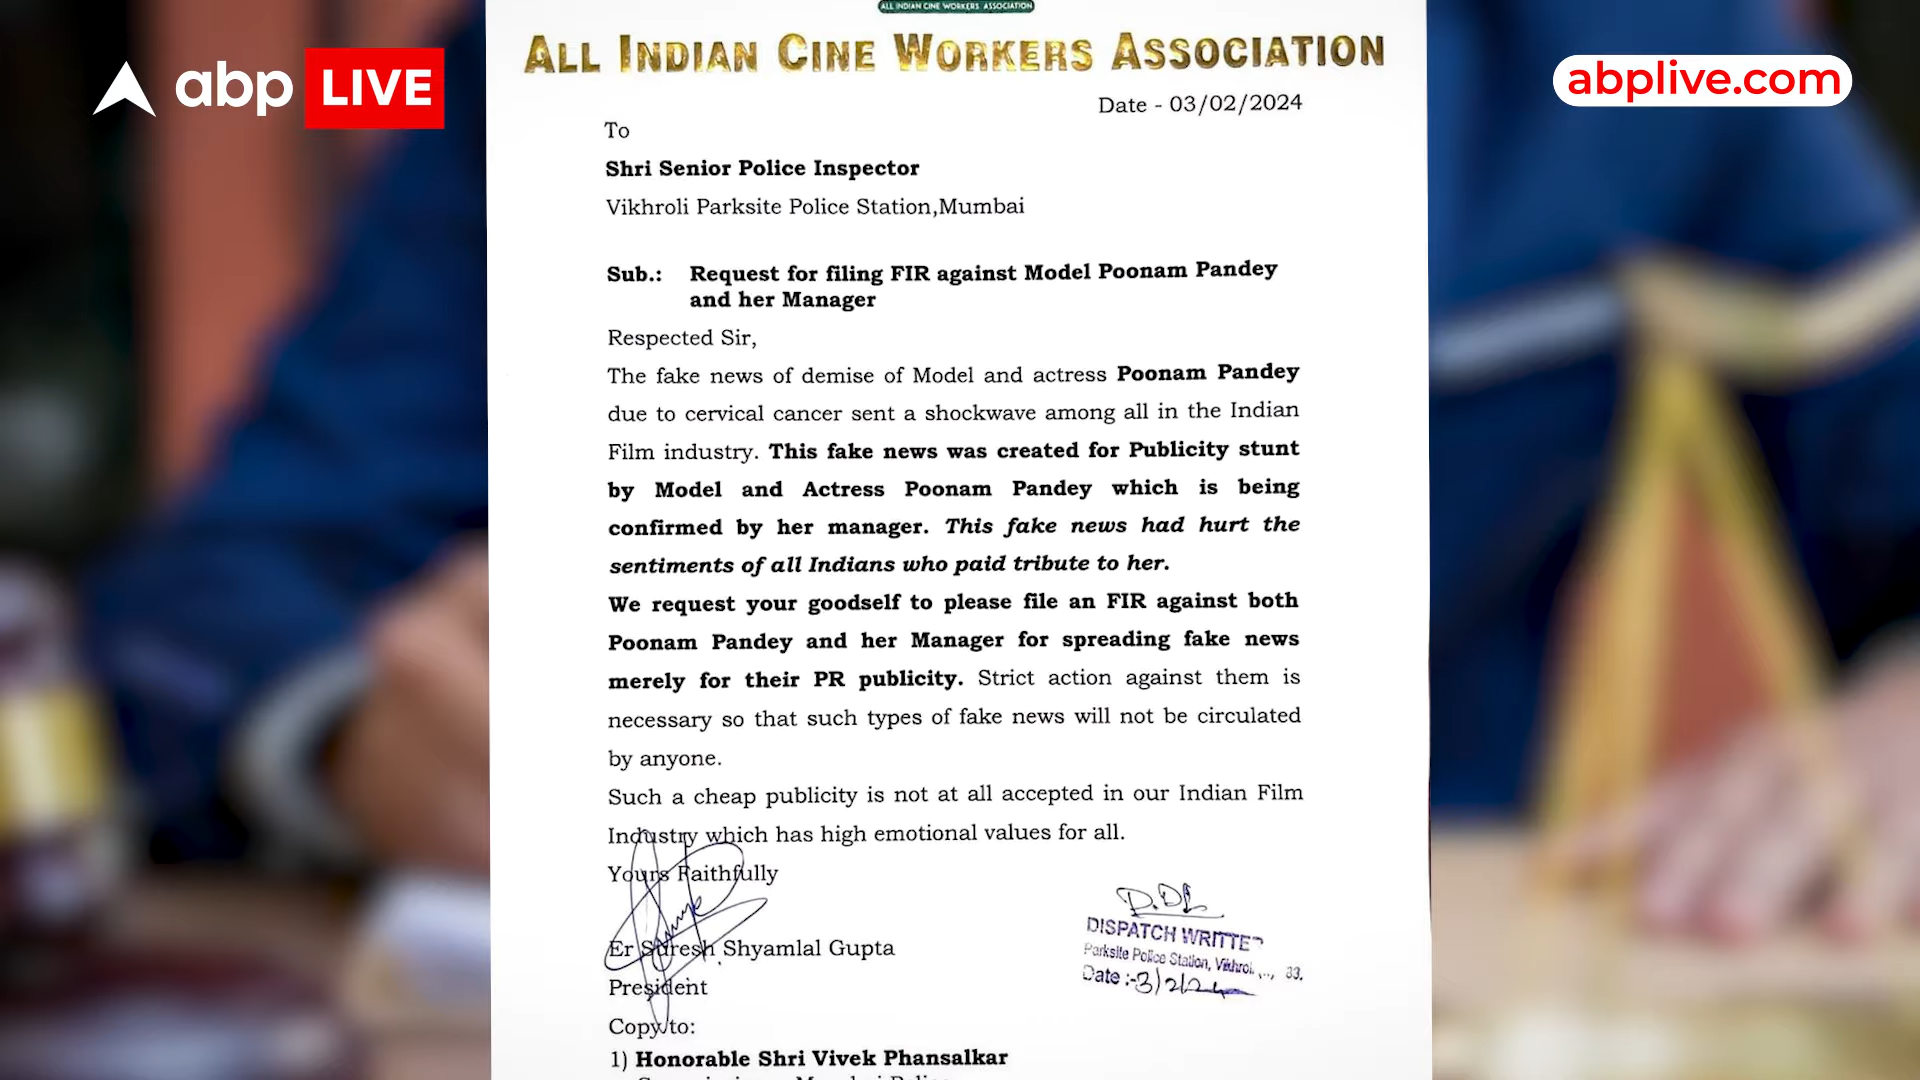 abp LIVE
abplive.com
ALL INDIAN CINE WORKERS ASSOCIATION
ALL INDIAN CINE WORKERS ASSOCIATION
Date - 03/02/2024
To
Shri Senior Police Inspector
Vikhroli Parksite Police Station,Mumbai
Sub.: Request for filing FIR against Model Poonam Pandey
and her Manager
Respected Sir,
The fake news of demise of Model and actress Poonam Pandey
due to cervical cancer sent a shockwave among all in the Indian
Film industry. This fake news was created for Publicity stunt
by Model and Actress Poonam Pandey which is being
confirmed by her manager. This fake news had hurt the
sentiments of all Indians who paid tribute to her.
We request your goodself to please file an FIR against both
Poonam Pandey and her Manager for spreading fake news
merely for their PR publicity. Strict action against them is
necessary so that such types of fake news will not be circulated
by anyone.
Such a cheap publicity is not at all accepted in our Indian Film
Industry which has high emotional values for all.
Yours Faithfully
Er Suresh Shyamlal Gupta
President
DISPATCH WRITTE
Parksite Police Station,
Date :-3/2/24
Copy to:
1) Honorable Shri Vivek Phansalkar